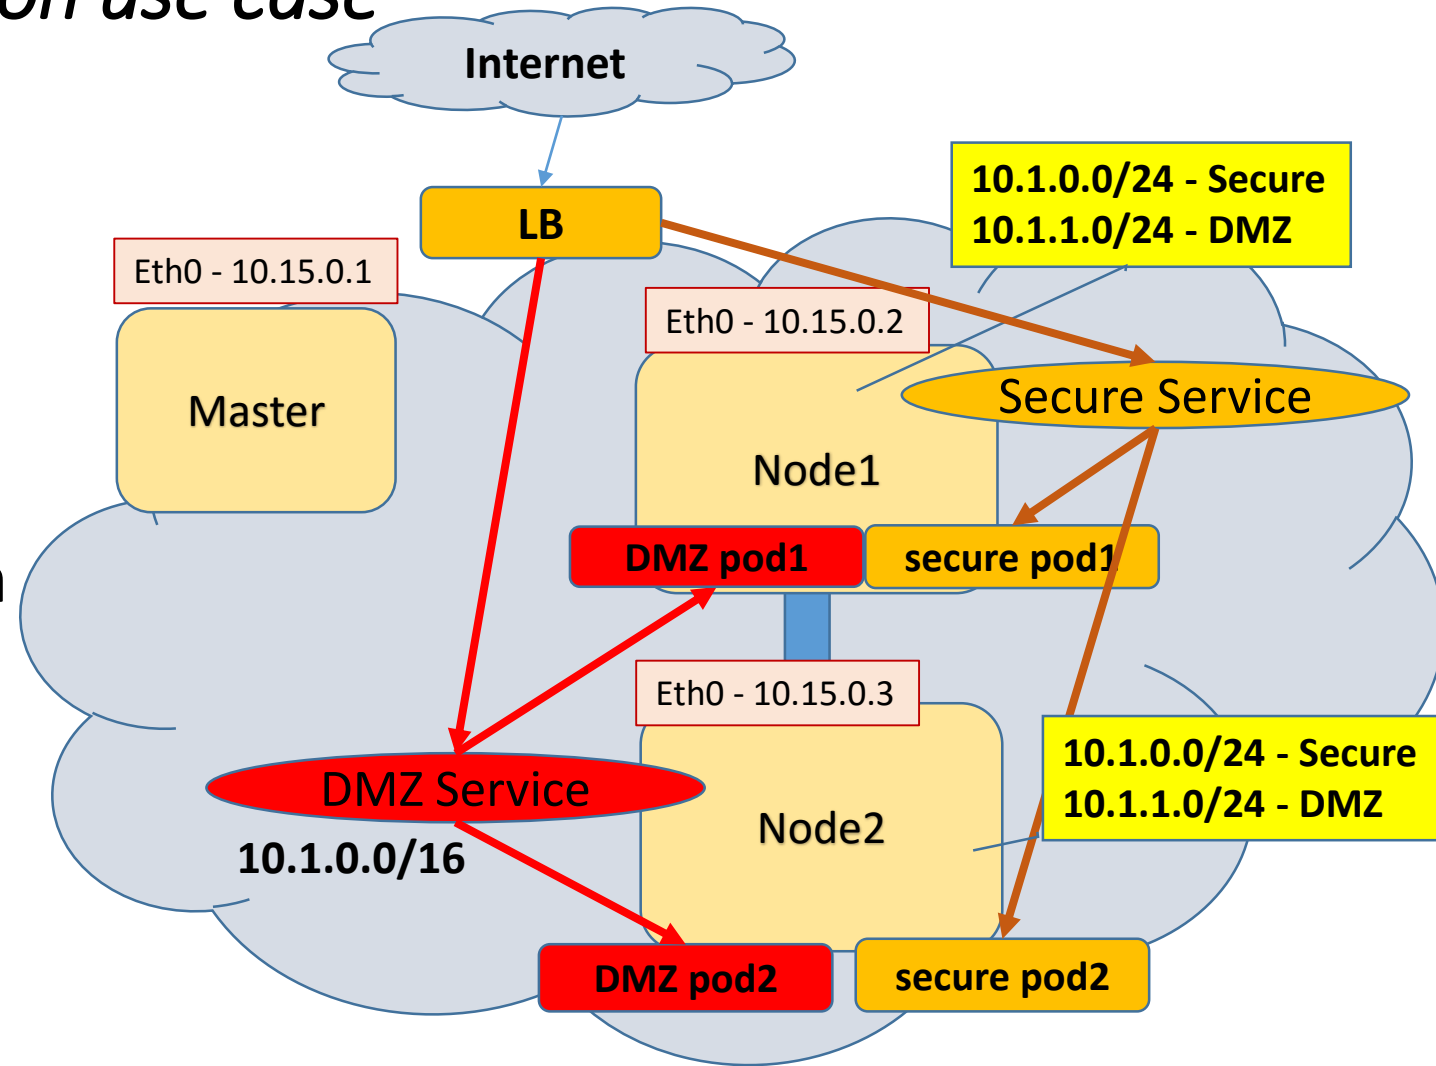 on use case
Internet
10.1.0.0/24 - Secure
10.1.1.0/24 - DMZ
LB
Eth0 - 10.15.0.1
Eth0 - 10.15.0.2
Master
Secure Service
Node1
DMZ pod1
secure pod1
Eth0 - 10.15.0.3
10.1.0.0/24 - Secure
10.1.1.0/24 - DMZ
DMZ Service
Node2
10.1.0.0/16
DMZ pod2
secure pod2